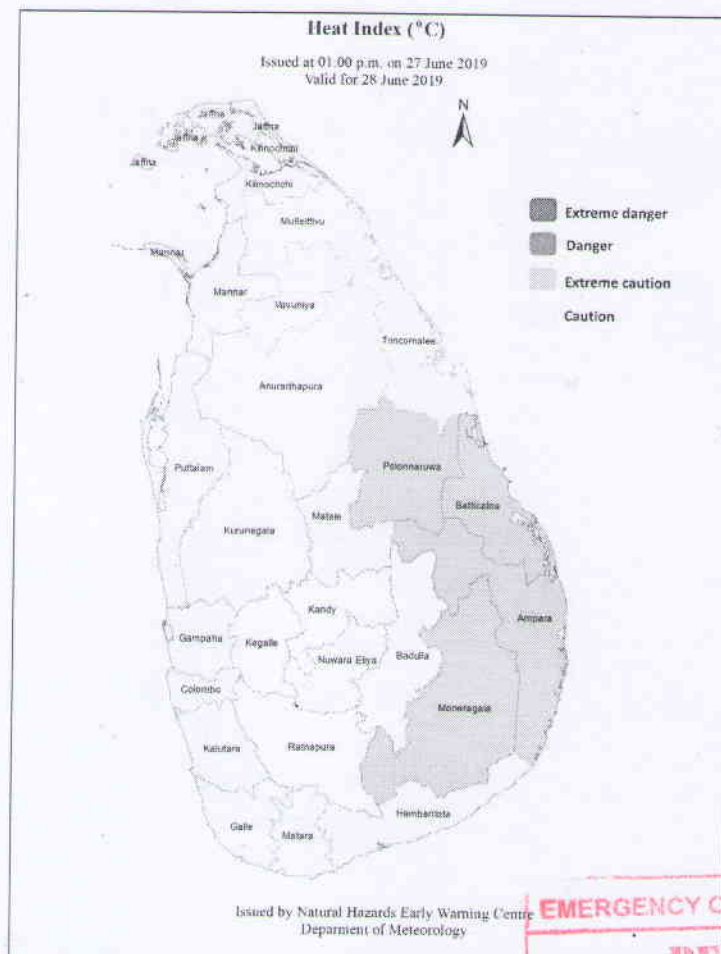 Heat Index (°C)
Issued at 01.00 p.m. on 27 June 2019
Valid for 28 June 2019
N
Jaffna
Jaffna
Jaffna
Kilinochchi
Jaffna
Kilinochchi
Mullaitivu
Extreme danger
Danger
Mannar
Extreme caution
Mannar
Vavuniya
Caution
Trincomalee
Anuradhapura
Polonnaruwa
Puttalam
Batticaloa
Matale
Kurunegala
Kandy
Ampara
Gampaha
Kegalle
Nuwara Eliya
Badulla
Colombo
Moneragala
Kalutara
Ratnapura
Hambantota
Galle
Matara
Issued by Natural Hazards Early Warning Centre
Deparment of Meteorology
EMERGENCY